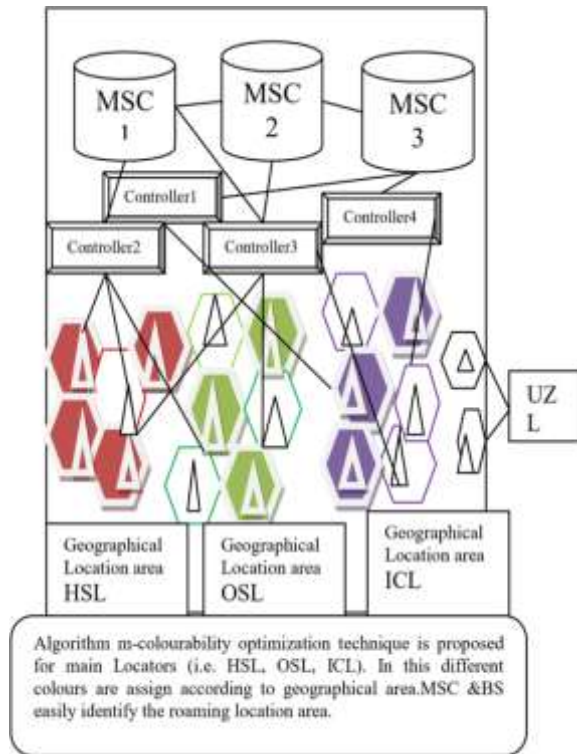 MSC
1
MSC
2
MSC
3
Controller1
Controller2
Controller3
Controller4
UZ
L
Geographical
Location area
HSL
Geographical
Location area
OSL
Geographical
Location area
ICL
Algorithm m-colourability optimization technique is proposed
for main Locators (i.e. HSL, OSL, ICL). In this different
colours are assign according to geographical area.MSC &BS
easily identify the roaming location area.